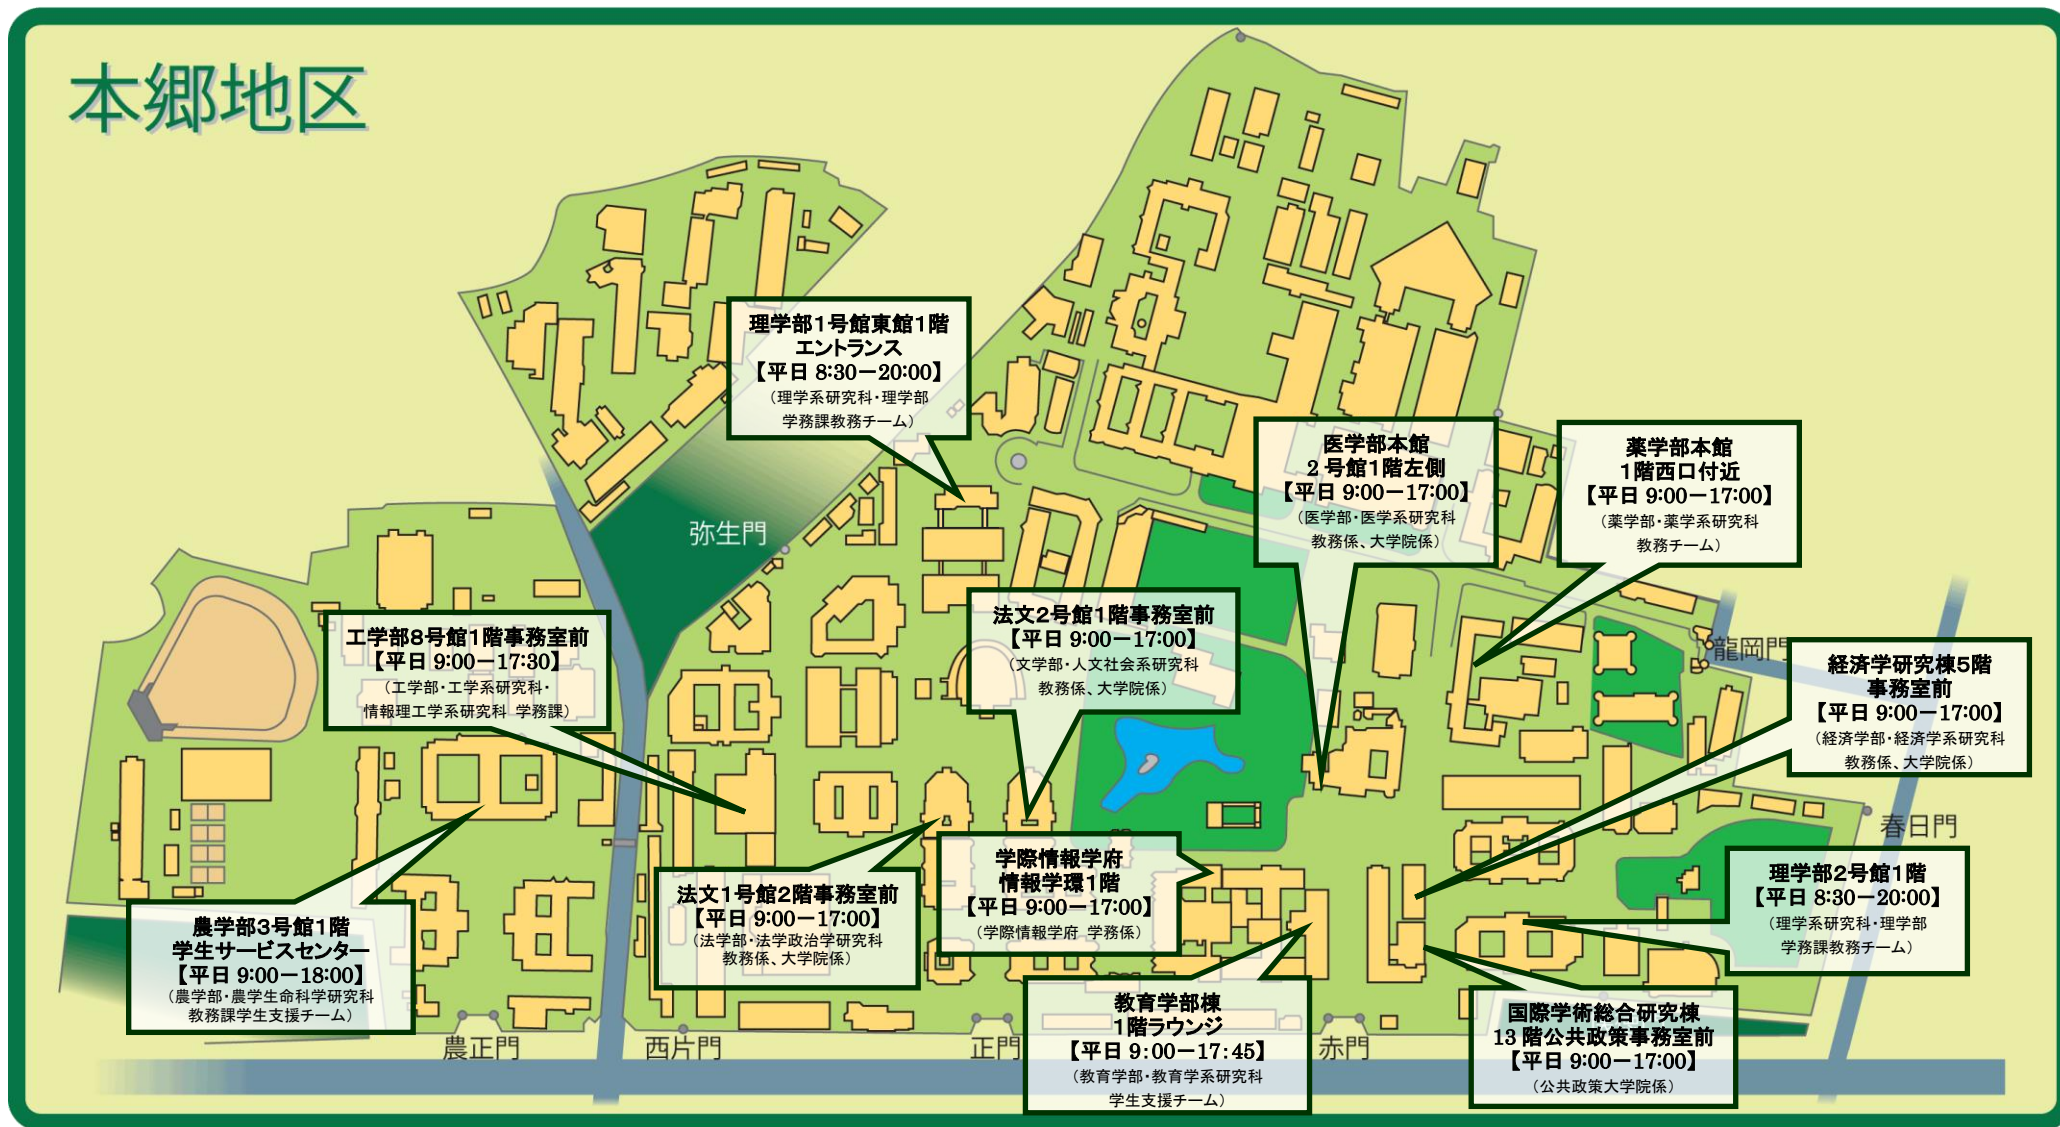 本郷地区
理学部1号館東館1階
エントランス
【平日 8:30－20:00】
（理学系研究科・理学部
学務課教務チーム）
医学部本館
2号館1階左側
【平日 9:00－17:00】
（医学部・医学系研究科
教務係、大学院係）
薬学部本館
1階西口付近
【平日 9:00－17:00】
（薬学部・薬学系研究科
教務チーム）
弥生門
工学部8号館1階事務室前
【平日 9:00－17:30】
（工学部・工学系研究科・
情報理工学系研究科 学務課）
法文2号館1階事務室前
【平日 9:00－17:00】
（文学部・人文社会系研究科
教務係、大学院係）
龍岡門
経済学研究棟5階
事務室前
【平日 9:00－17:00】
（経済学部・経済学系研究科
教務係、大学院係）
春日門
学際情報学府
情報学環1階
【平日 9:00－17:00】
（学際情報学府 学務係）
法文1号館2階事務室前
【平日 9:00－17:00】
（法学部・法学政治学研究科
教務係、大学院係）
理学部2号館1階
【平日 8:30－20:00】
（理学系研究科・理学部
学務課教務チーム）
農学部3号館1階
学生サービスセンター
【平日 9:00－18:00】
（農学部・農学生命科学研究科
教務課学生支援チーム）
教育学部棟
1階ラウンジ
【平日 9:00－17:45】
（教育学部・教育学系研究科
学生支援チーム）
国際学術総合研究棟
13階公共政策事務室前
【平日 9:00－17:00】
（公共政策大学院係）
農正門
西片門
正門
赤門